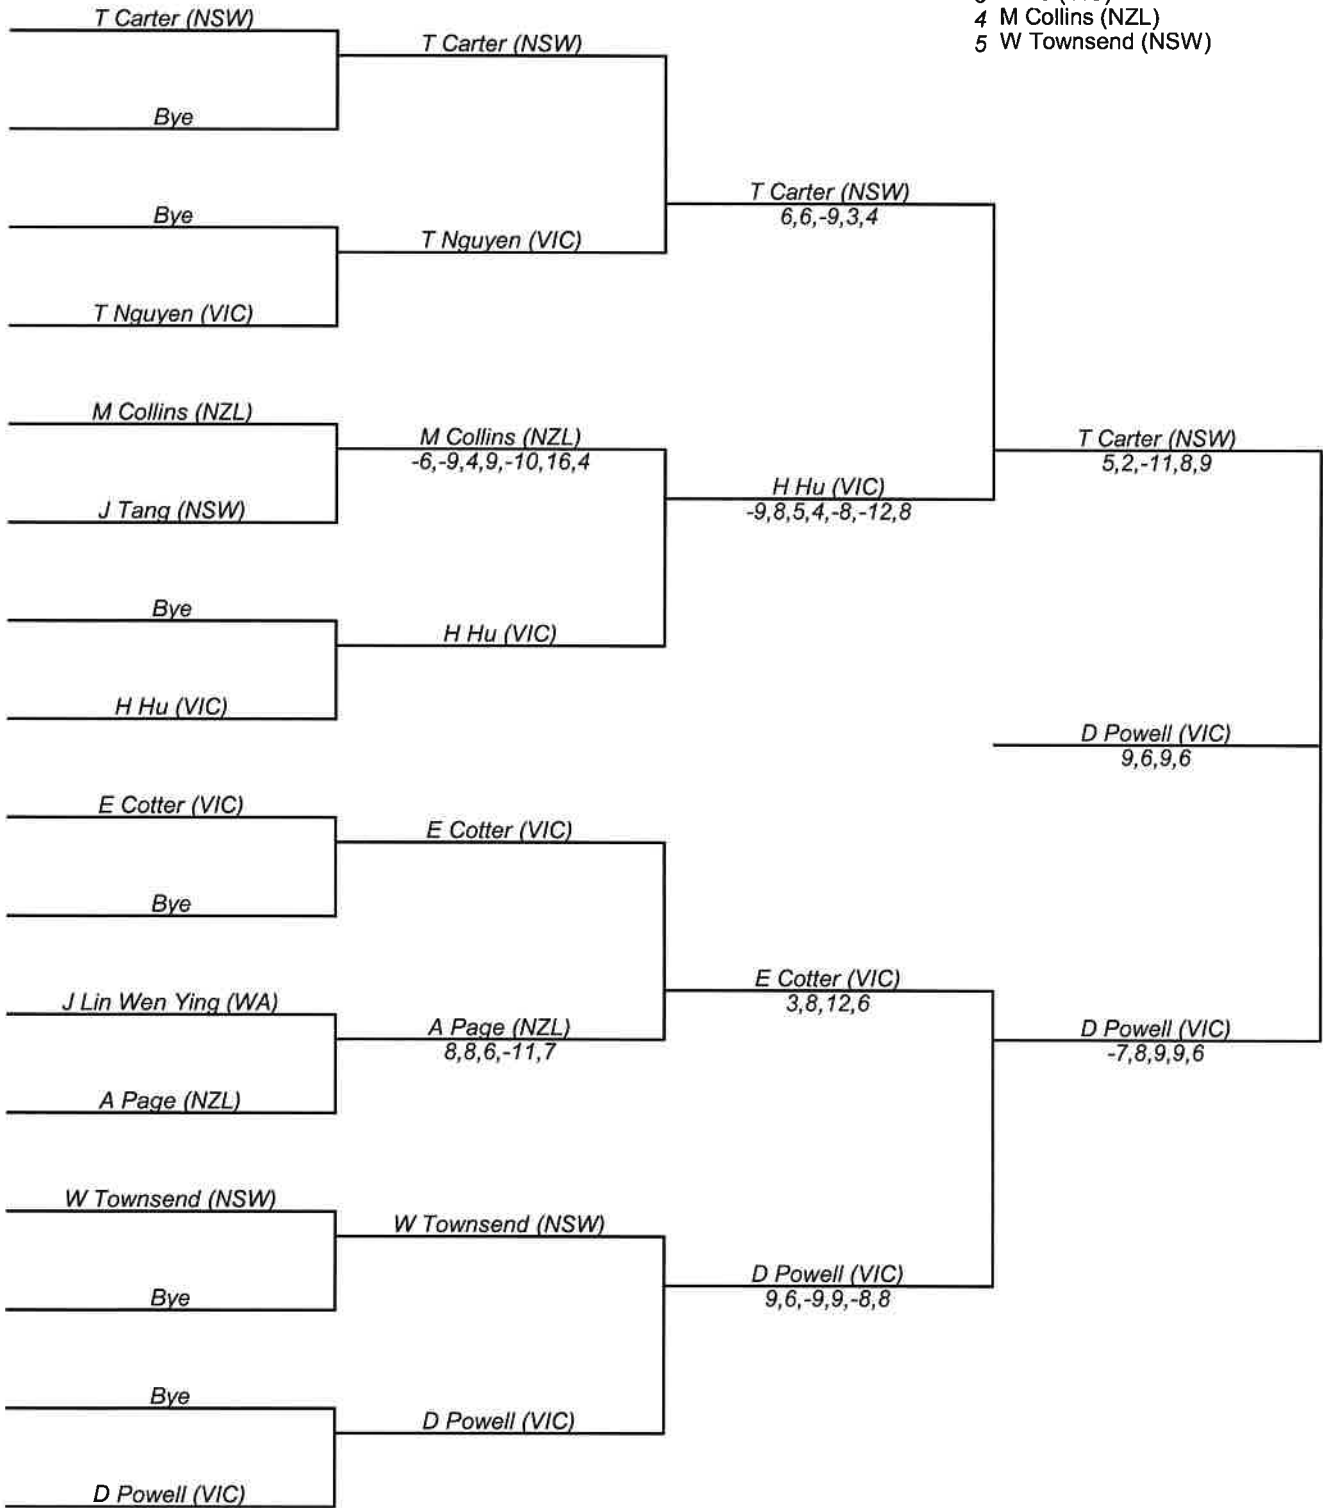 4 M Collins (NZL)
5 W Townsend (NSW)
T Carter (NSW)
Bye
Bye
T Nguyen (VIC)
M Collins (NZL)
J Tang (NSW)
Bye
H Hu (VIC)
E Cotter (VIC)
Bye
J Lin Wen Ying (WA)
A Page (NZL)
W Townsend (NSW)
Bye
Bye
D Powell (VIC)
T Carter (NSW)
T Nguyen (VIC)
M Collins (NZL)
-6,-9,4,9,-10,16,4
H Hu (VIC)
E Cotter (VIC)
A Page (NZL)
8,8,6,-11,7
W Townsend (NSW)
D Powell (VIC)
T Carter (NSW)
6,6,-9,3,4
H Hu (VIC)
-9,8,5,4,-8,-12,8
E Cotter (VIC)
3,8,12,6
D Powell (VIC)
9,6,-9,9,-8,8
T Carter (NSW)
5,2,-11,8,9
D Powell (VIC)
9,6,9,6
D Powell (VIC)
-7,8,9,9,6